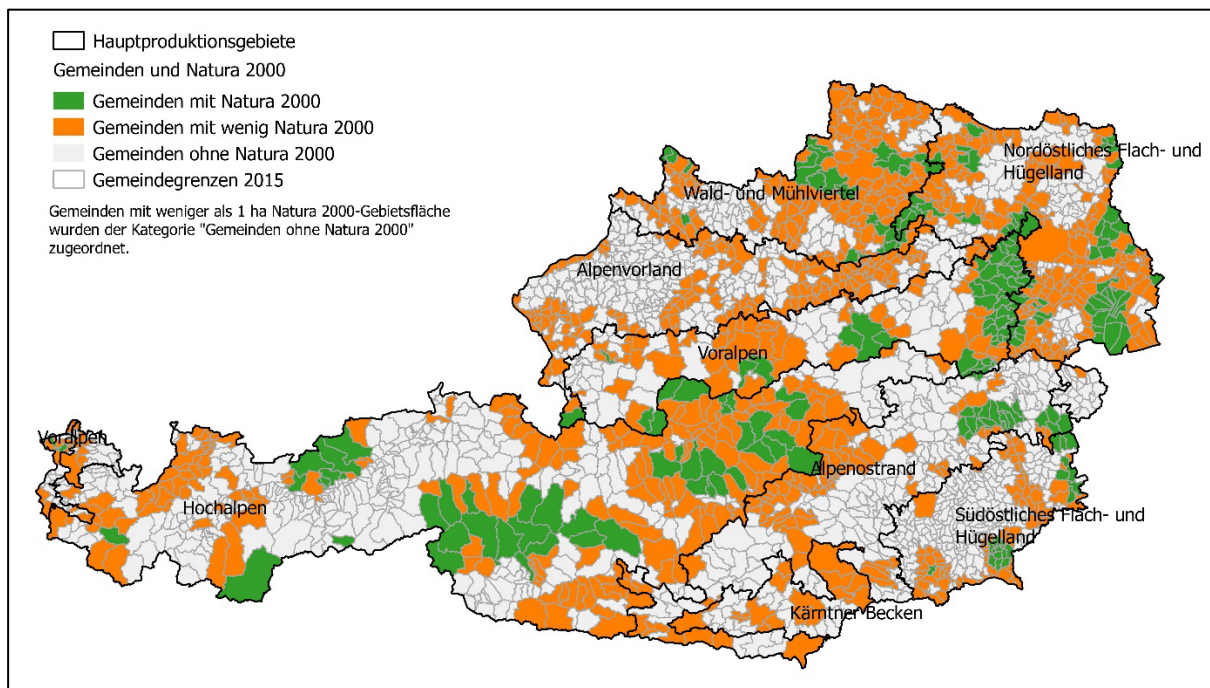 Hauptproduktionsgebiete
Gemeinden und Natura 2000
Gemeinden mit Natura 2000
Gemeinden mit wenig Natura 2000
Gemeinden ohne Natura 2000
Gemeindegrenzen 2015
Gemeinden mit weniger als 1 ha Natura 2000-Gebietsfläche
wurden der Kategorie "Gemeinden ohne Natura 2000"
zugeordnet.
Nordöstliches Flach- und
Hügelland
Wald- und Mühlviertel
Alpenvorland
Voralpen
Voralpen
Alpenostrand
Hochalpen
Südöstliches Flach- und
Hügelland
Kärntner Becken